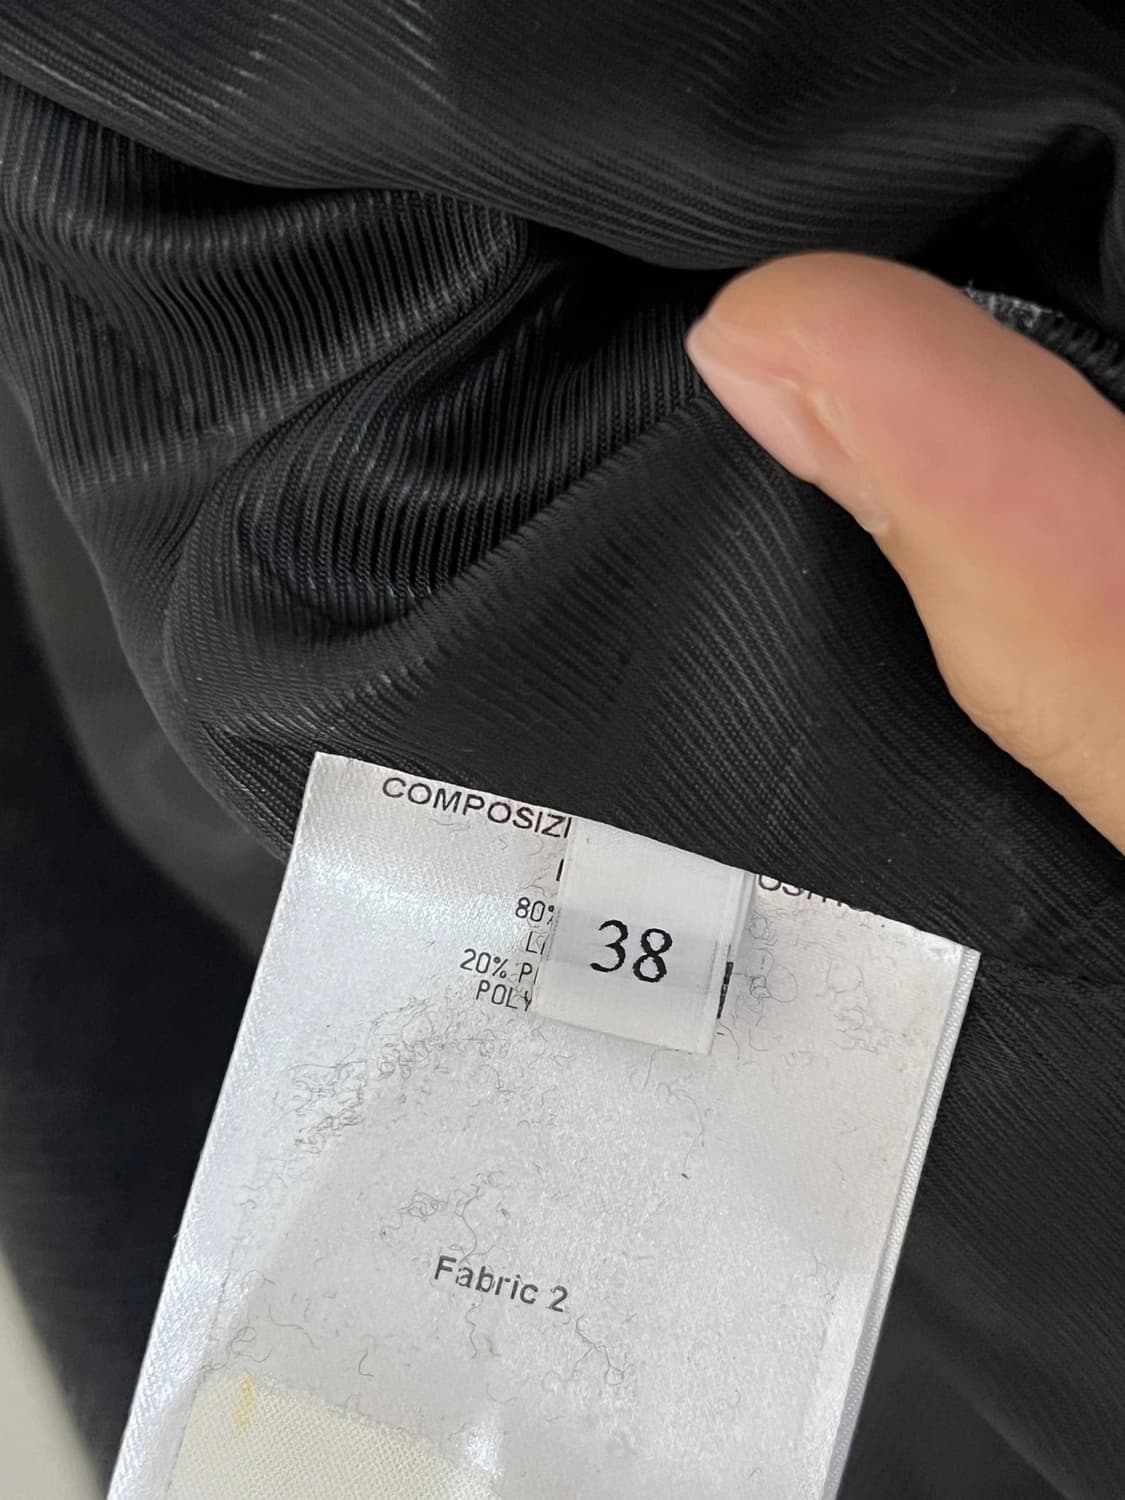 COMPOSIZI
80%
38
20% P
POLY
Fabric 2